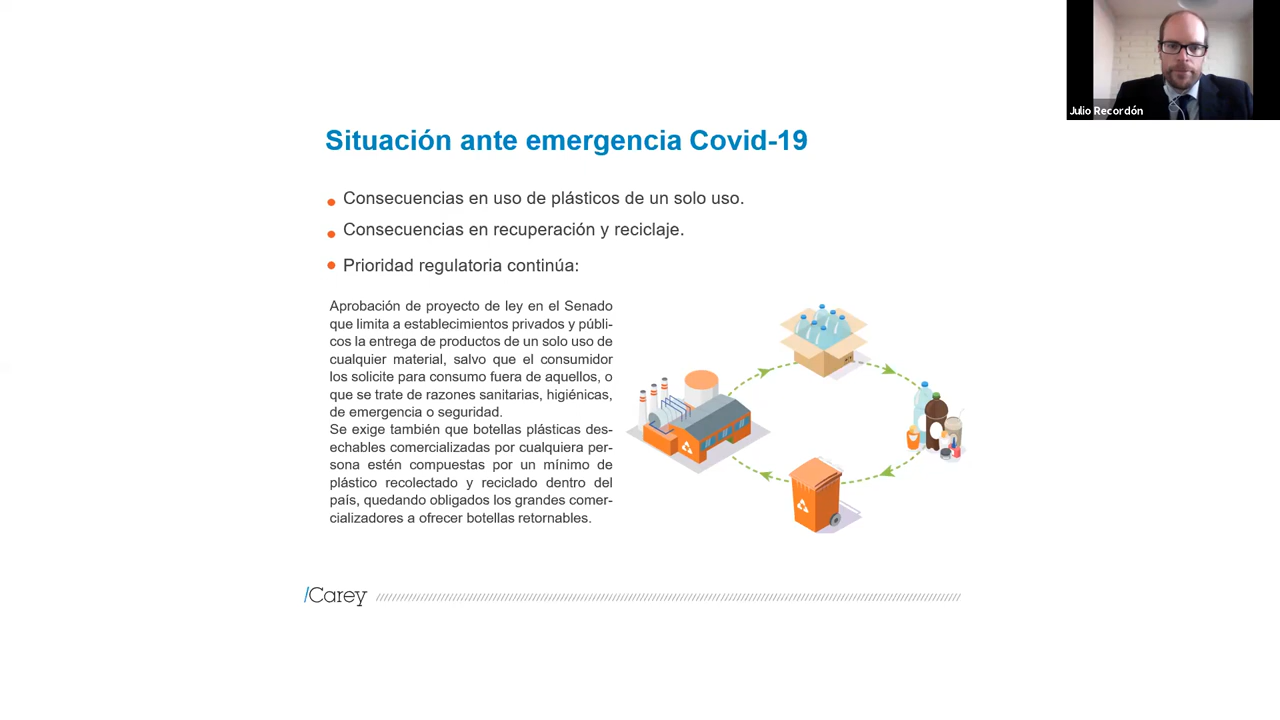 Julio Recordón
Situación ante emergencia Covid-19
Consecuencias en uso de plásticos de un solo uso.
Consecuencias en recuperación y reciclaje.
Prioridad regulatoria continúa:
Aprobación de proyecto de ley en el Senado
que limita a establecimientos privados y públi-
cos la entrega de productos de un solo uso de
cualquier material, salvo que el consumidor
los solicite para consumo fuera de aquellos, o
que se trate de razones sanitarias, higiénicas,
de emergencia o seguridad.
Se exige también que botellas plásticas des-
echables comercializadas por cualquiera per-
sona estén compuestas por un mínimo de
plástico recolectado y reciclado dentro del
país, quedando obligados los grandes comer-
cializadores a ofrecer botellas retornables.
/Carey